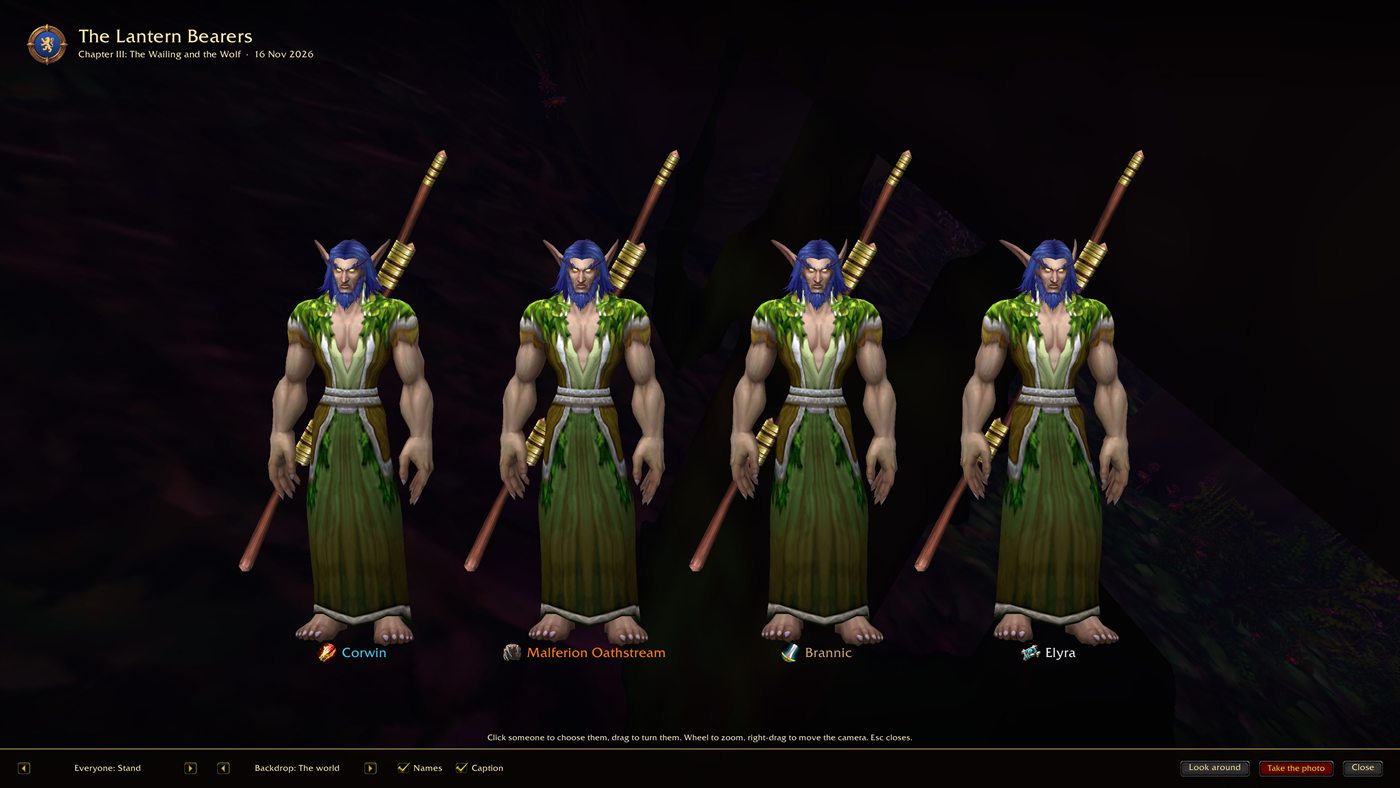 The Lantern Bearers
Chapter III: The Wailing and the Wolf · 16 Nov 2026
Corwin
Malferion Oathstream
Brannic
Elyra
Click someone to choose them, drag to turn them. Wheel to zoom, right-drag to move the camera. Esc closes.
Everyone: Stand
Backdrop: The world
Names
Caption
Look around
Take the photo
Close